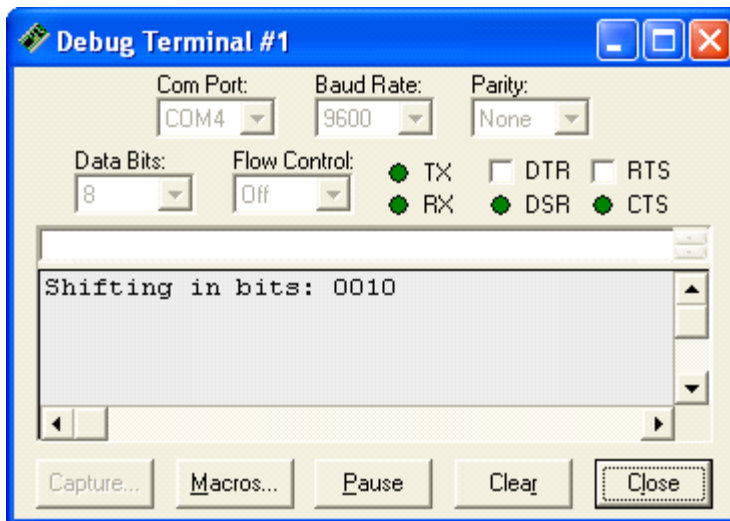 Debug Terminal #1
Com Port: Baud Rate: Parity:
COM4 9600 None
Data Bits: Flow Control: TX DTR RTS
8 Off RX DSR CTS
Shifting in bits: 0010
Capture... Macros... Pause Clear Close